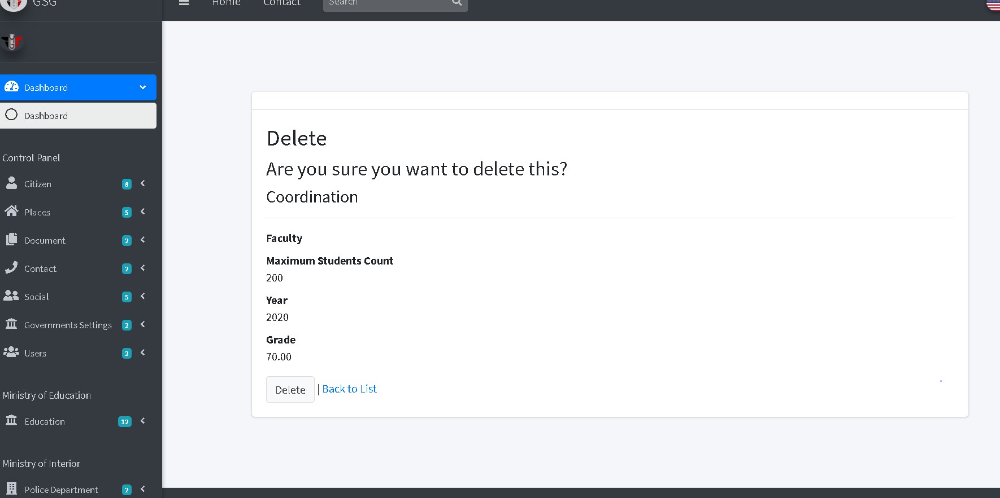 GSG
Home Contact Search
Dashboard
Dashboard
Control Panel
Citizen 8
Places 5
Document 2
Contact 2
Social 5
Governments Settings 2
Users 2
Ministry of Education
Education 12
Ministry of Interior
Police Department 2
Delete
Are you sure you want to delete this?
Coordination
Faculty
Maximum Students Count
200
Year
2020
Grade
70.00
Delete | Back to List